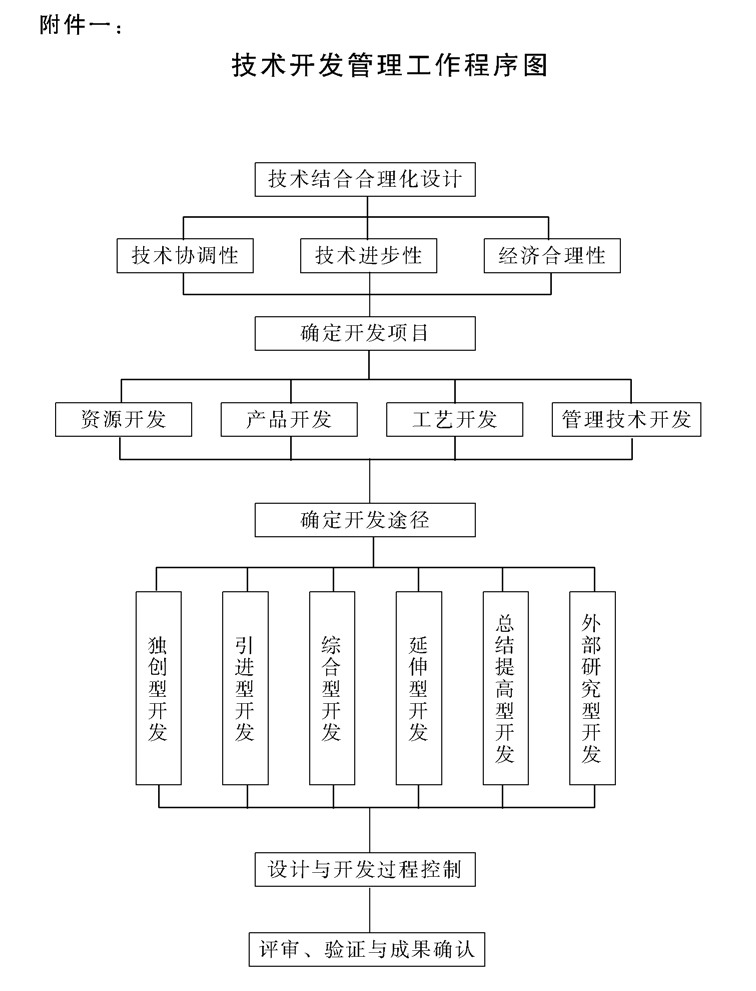 附件一：
技术开发管理工作程序图
技术结合合理化设计
技术协调性
技术进步性
经济合理性
确定开发项目
资源开发
产品开发
工艺开发
管理技术开发
确定开发途径
独创型开发
引进型开发
综合型开发
延伸型开发
总结提高型开发
外部研究型开发
设计与开发过程控制
评审、验证与成果确认